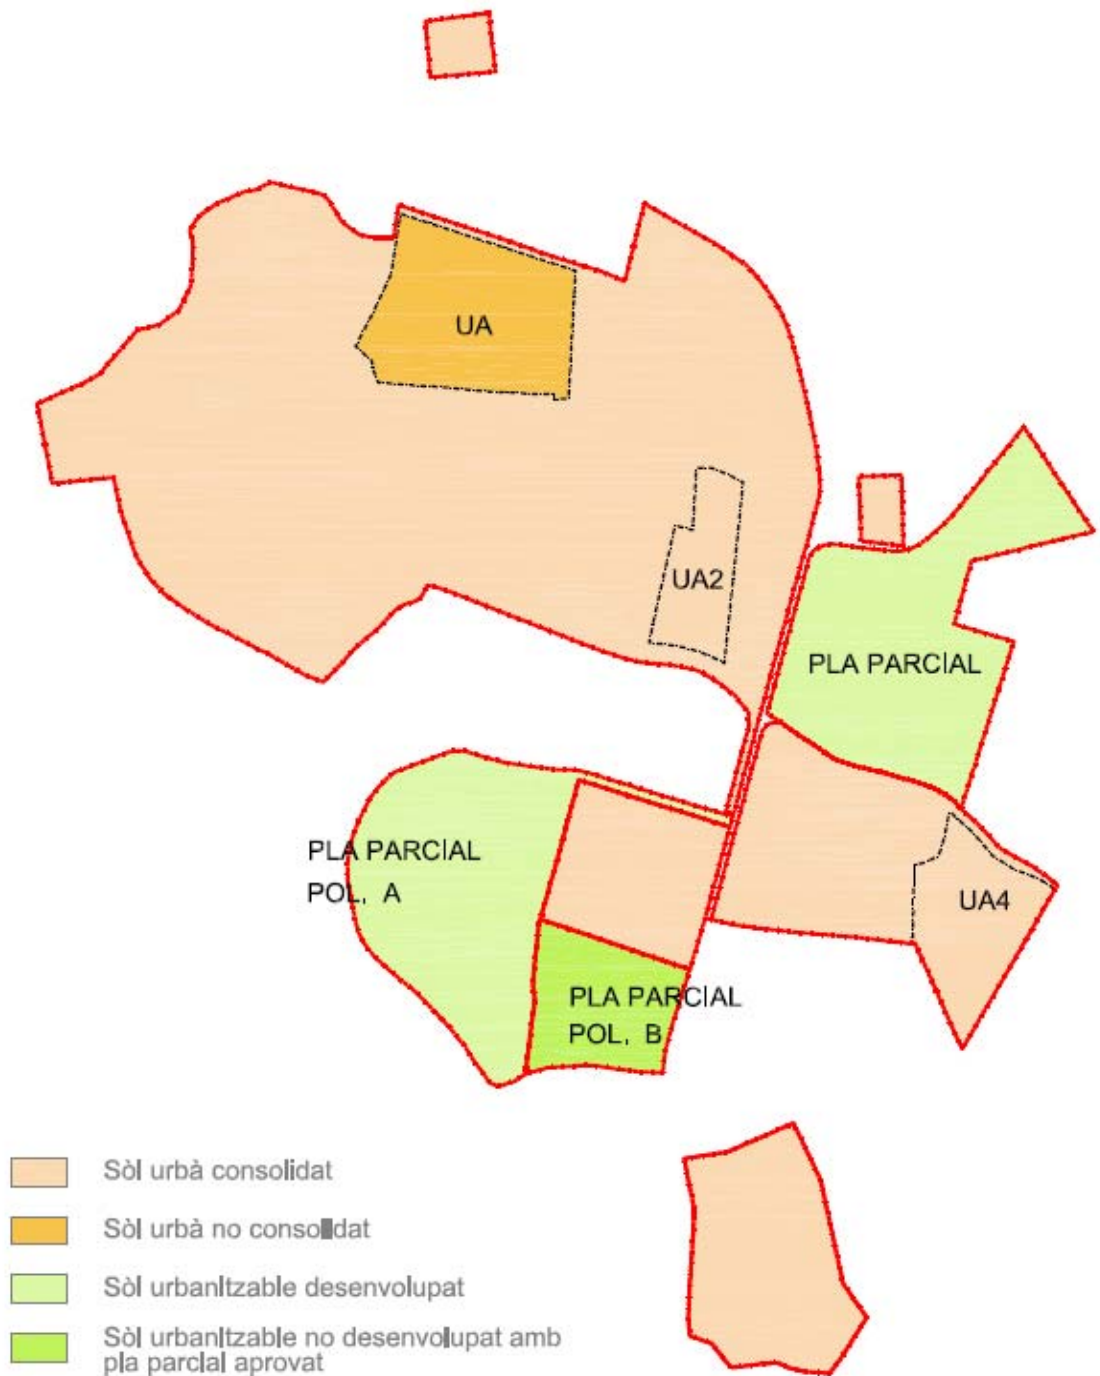 UA
UA2
PLA PARCIAL
PLA PARCIAL
POL. A
UA4
PLA PARCIAL
POL. B
Sòl urbà consolidat
Sòl urbà no consolidat
Sòl urbanitzable desenvolupat
Sòl urbanitzable no desenvolupat amb
pla parcial aprovat